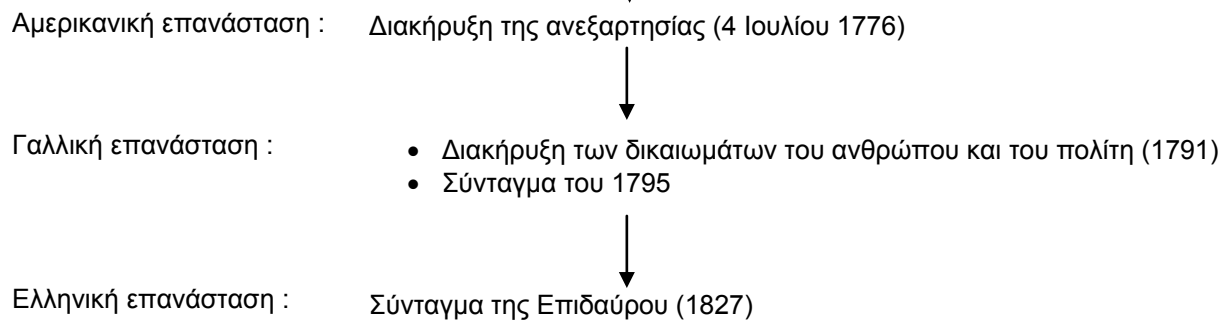 Αμερικανική επανάσταση : Διακήρυξη της ανεξαρτησίας (4 Ιουλίου 1776)
Γαλλική επανάσταση : • Διακήρυξη των δικαιωμάτων του ανθρώπου και του πολίτη (1791)
• Σύνταγμα του 1795
Ελληνική επανάσταση : Σύνταγμα της Επιδαύρου (1827)